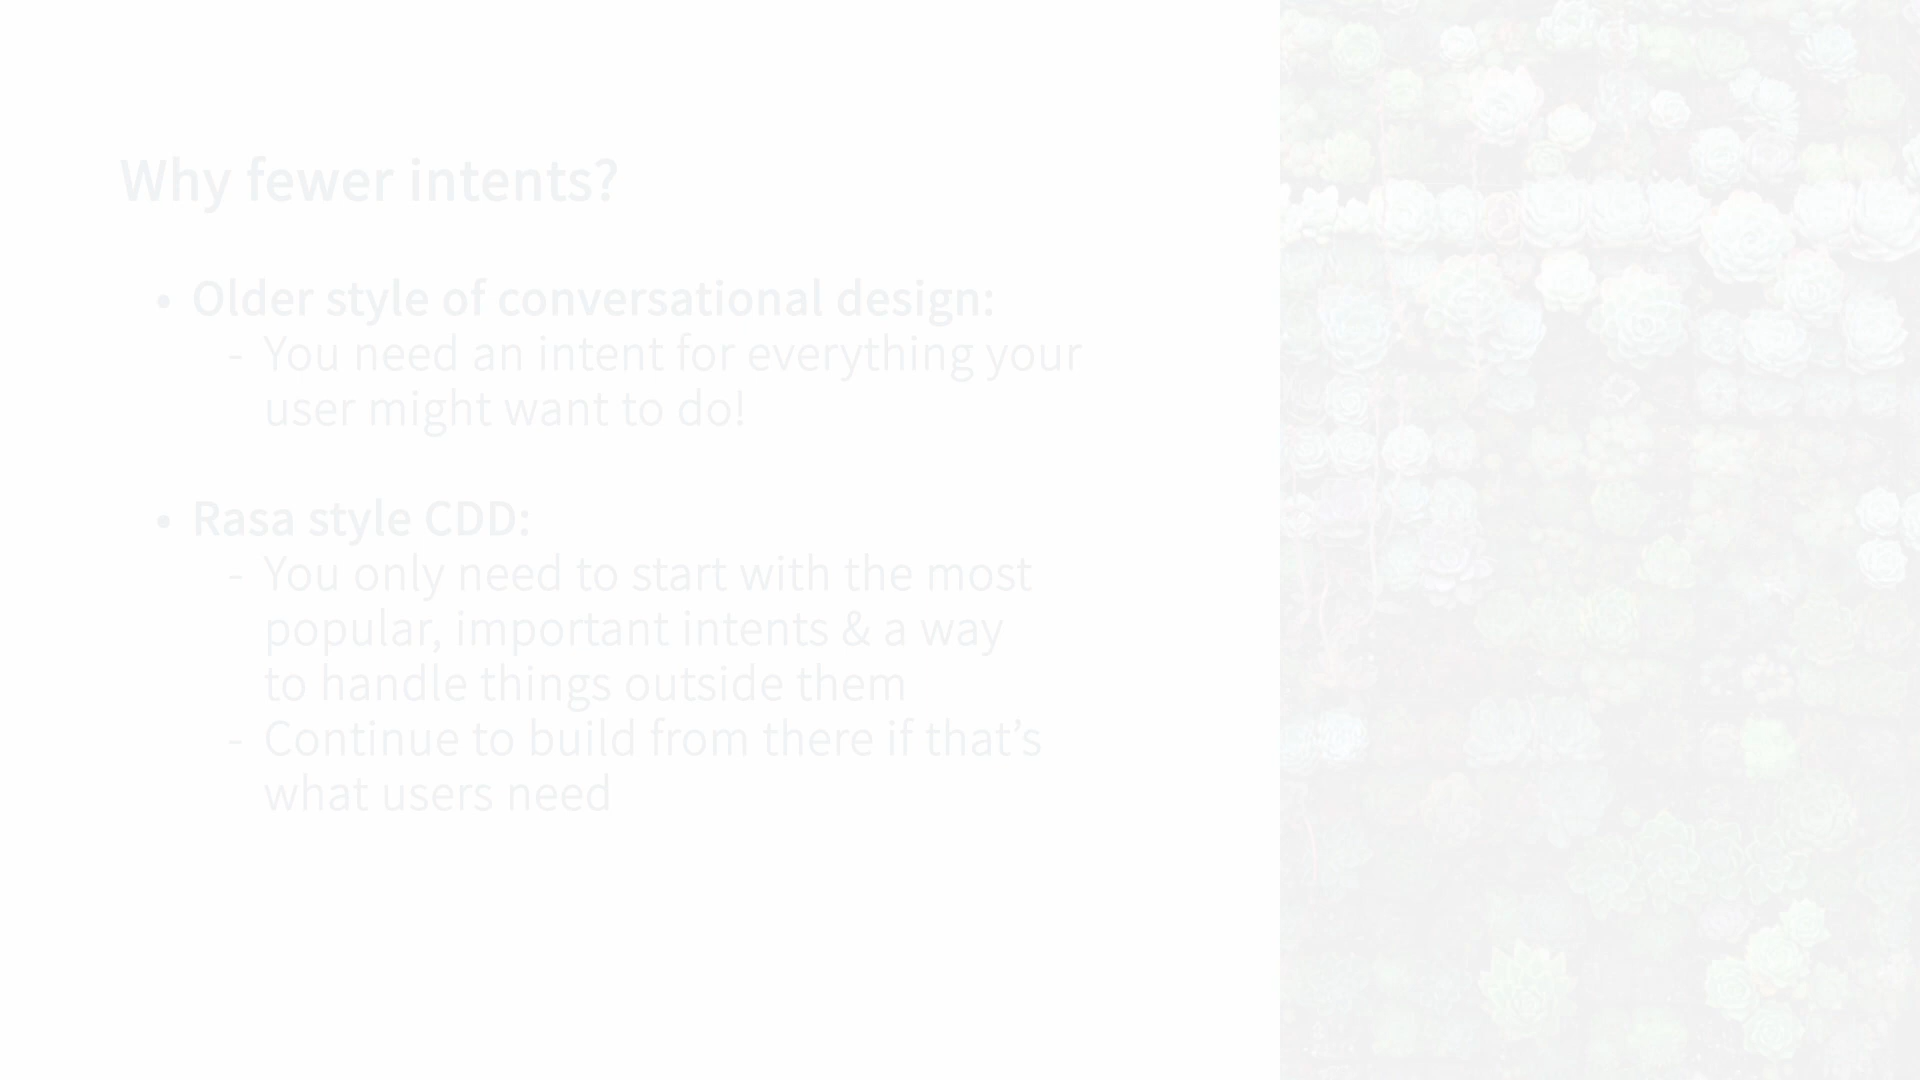 Why fewer intents?
• Older style of conversational design:
- You need an intent for everything your
user might want to do!
• Rasa style CDD:
- You only need to start with the most
popular, important intents & a way
to handle things outside them
- Continue to build from there if that’s
what users need